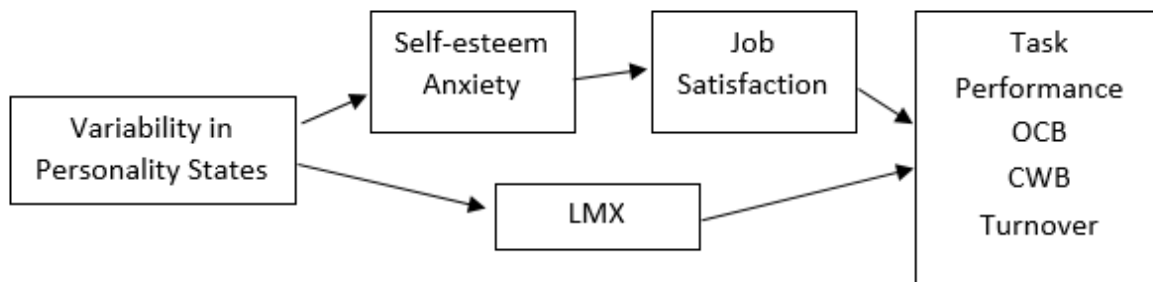 Variability in
Personality States
Self-esteem
Anxiety
Job
Satisfaction
LMX
Task
Performance
OCB
CWB
Turnover